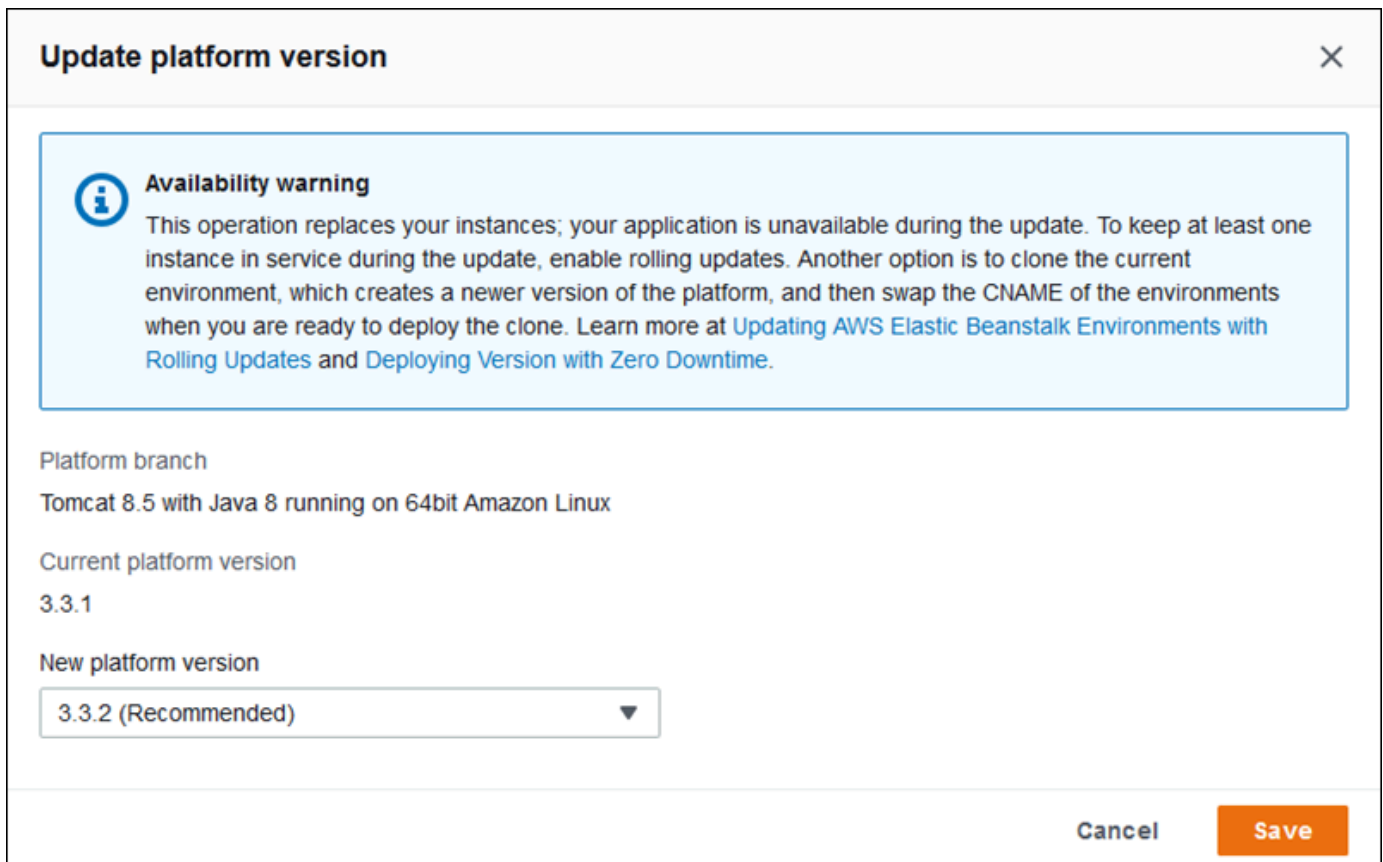 Update platform version
Availability warning
This operation replaces your instances; your application is unavailable during the update. To keep at least one
instance in service during the update, enable rolling updates. Another option is to clone the current
environment, which creates a newer version of the platform, and then swap the CNAME of the environments
when you are ready to deploy the clone. Learn more at Updating AWS Elastic Beanstalk Environments with
Rolling Updates and Deploying Version with Zero Downtime.
Platform branch
Tomcat 8.5 with Java 8 running on 64bit Amazon Linux
Current platform version
3.3.1
New platform version
3.3.2 (Recommended)
Cancel Save